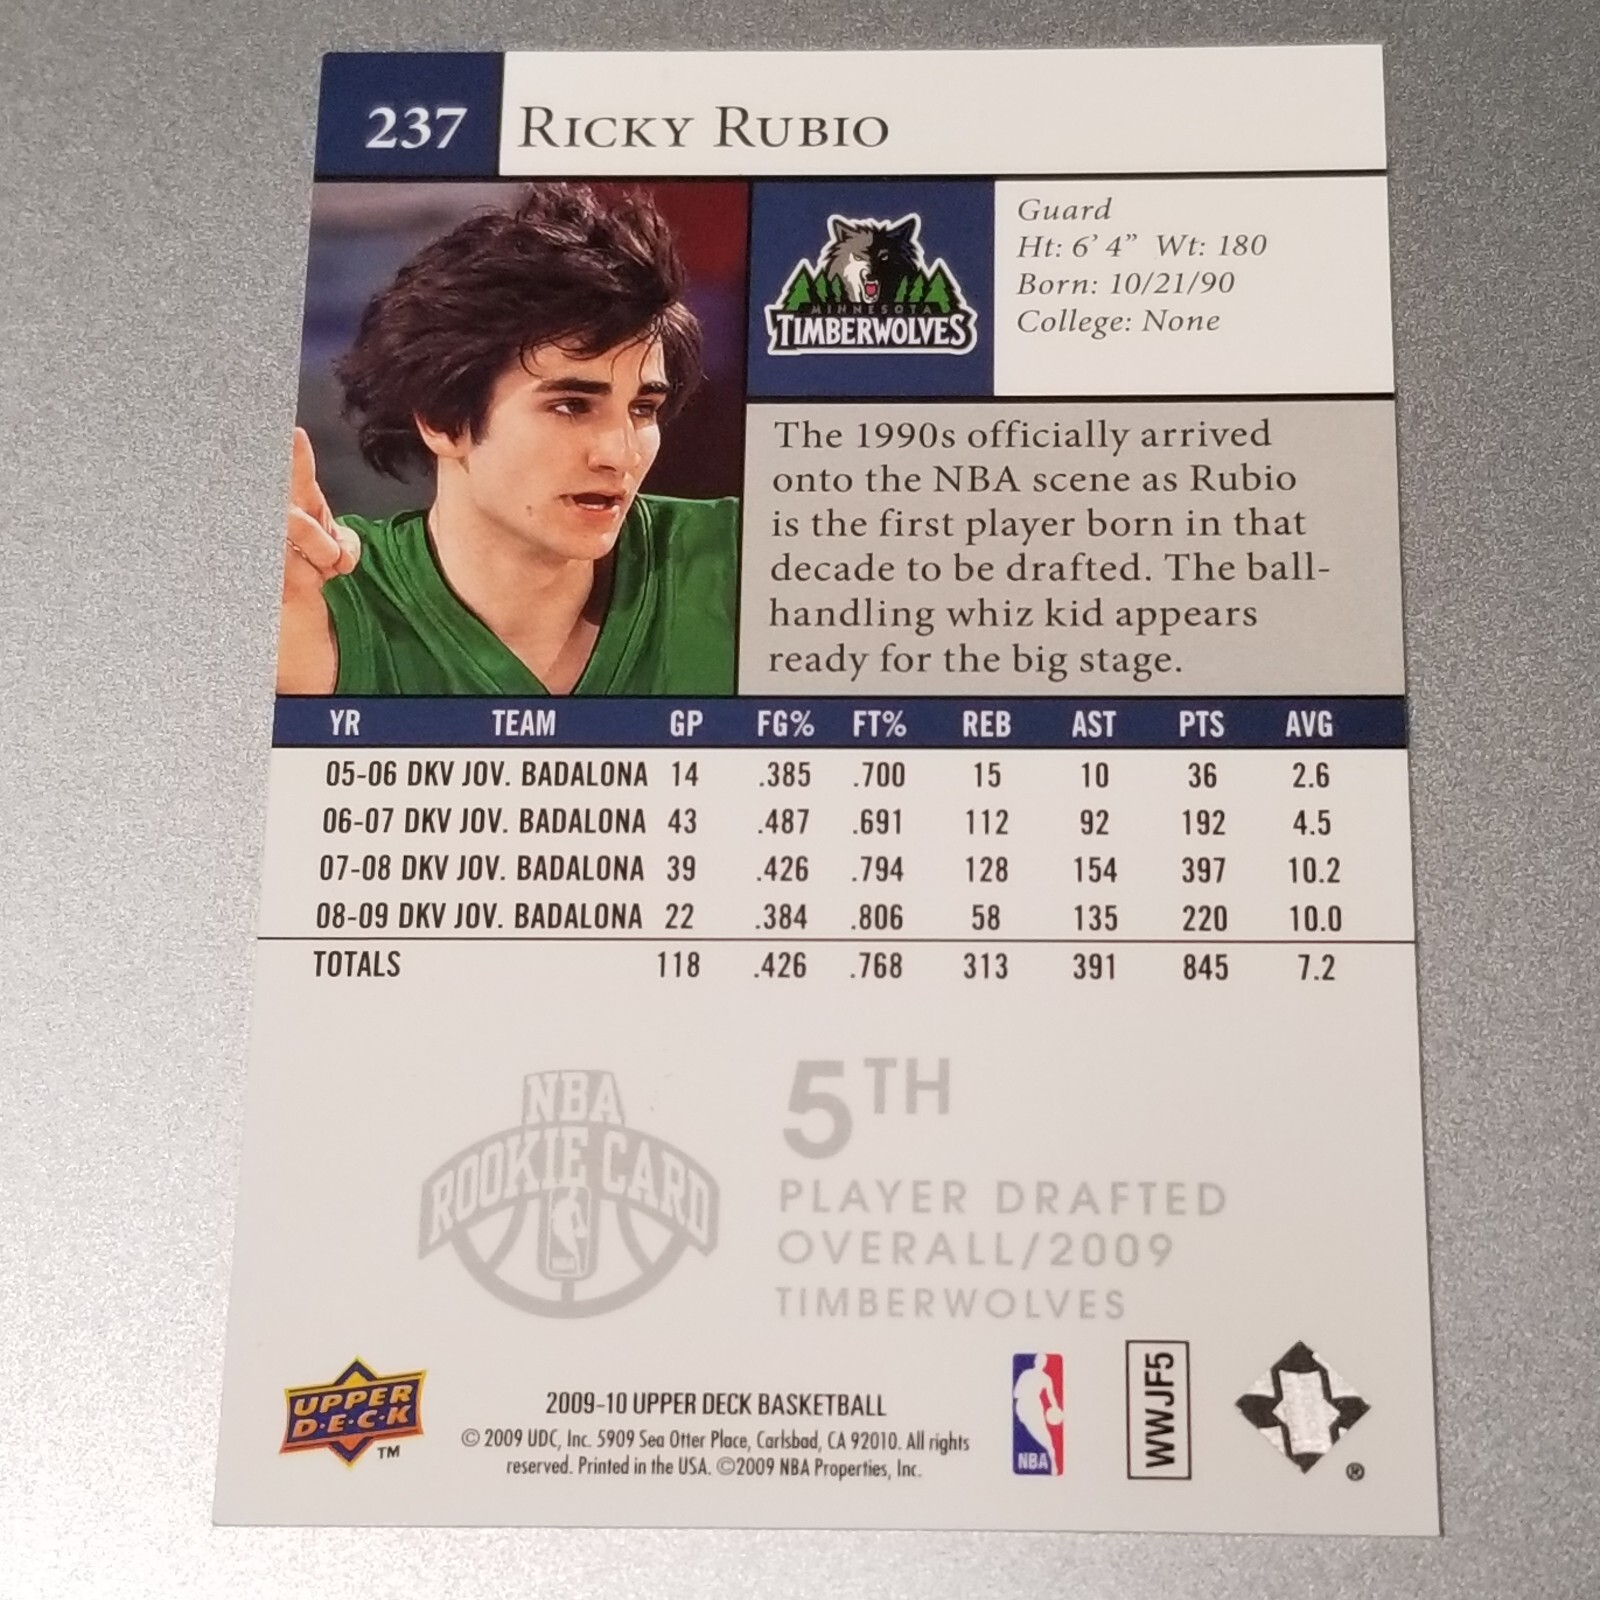 237 RICKY RUBIO
MINNESOTA
TIMBERWOLVES
Guard
Ht: 6' 4" Wt: 180
Born: 10/21/90
College: None
The 1990s officially arrived
onto the NBA scene as Rubio
is the first player born in that
decade to be drafted. The ball-
handling whiz kid appears
ready for the big stage.
YR TEAM GP FG% FT% REB AST PTS AVG
05-06 DKV JOV. BADALONA 14 .385 .700 15 10 36 2.6
06-07 DKV JOV. BADALONA 43 .487 .691 112 92 192 4.5
07-08 DKV JOV. BADALONA 39 .426 .794 128 154 397 10.2
08-09 DKV JOV. BADALONA 22 .384 .806 58 135 220 10.0
TOTALS 118 .426 .768 313 391 845 7.2
NBA
ROOKIE CARD
5TH
PLAYER DRAFTED
OVERALL/2009
TIMBERWOLVES
UPPER
D·E·C·K
TM
2009-10 UPPER DECK BASKETBALL
© 2009 UDC, Inc. 5909 Sea Otter Place, Carlsbad, CA 92010. All rights
reserved. Printed in the USA. ©2009 NBA Properties, Inc.
NBA
WWJF5
®